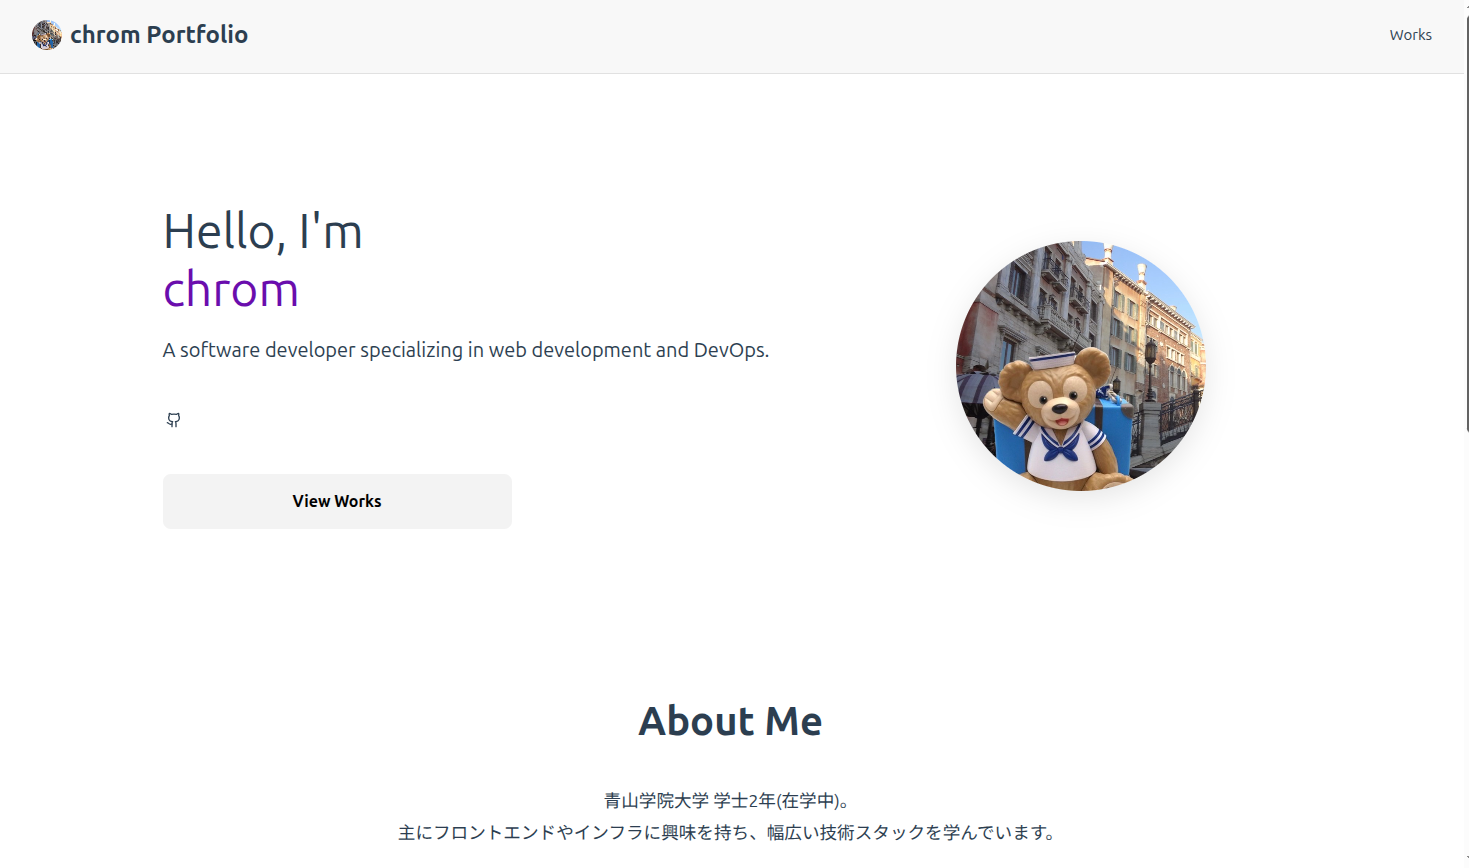 chrom Portfolio
Works
Hello, I'm
chrom
A software developer specializing in web development and DevOps.
View Works
About Me
青山学院大学 学士2年(在学中)。
主にフロントエンドやインフラに興味を持ち、幅広い技術スタックを学んでいます。